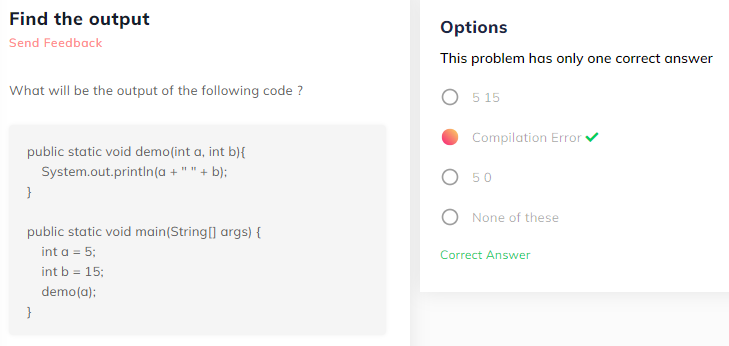 Find the output
Send Feedback
What will be the output of the following code ?
public static void demo(int a, int b){
System.out.println(a + " " + b);
}
public static void main(String[] args) {
int a = 5;
int b = 15;
demo(a);
}
Options
This problem has only one correct answer
5 15
Compilation Error
5 0
None of these
Correct Answer